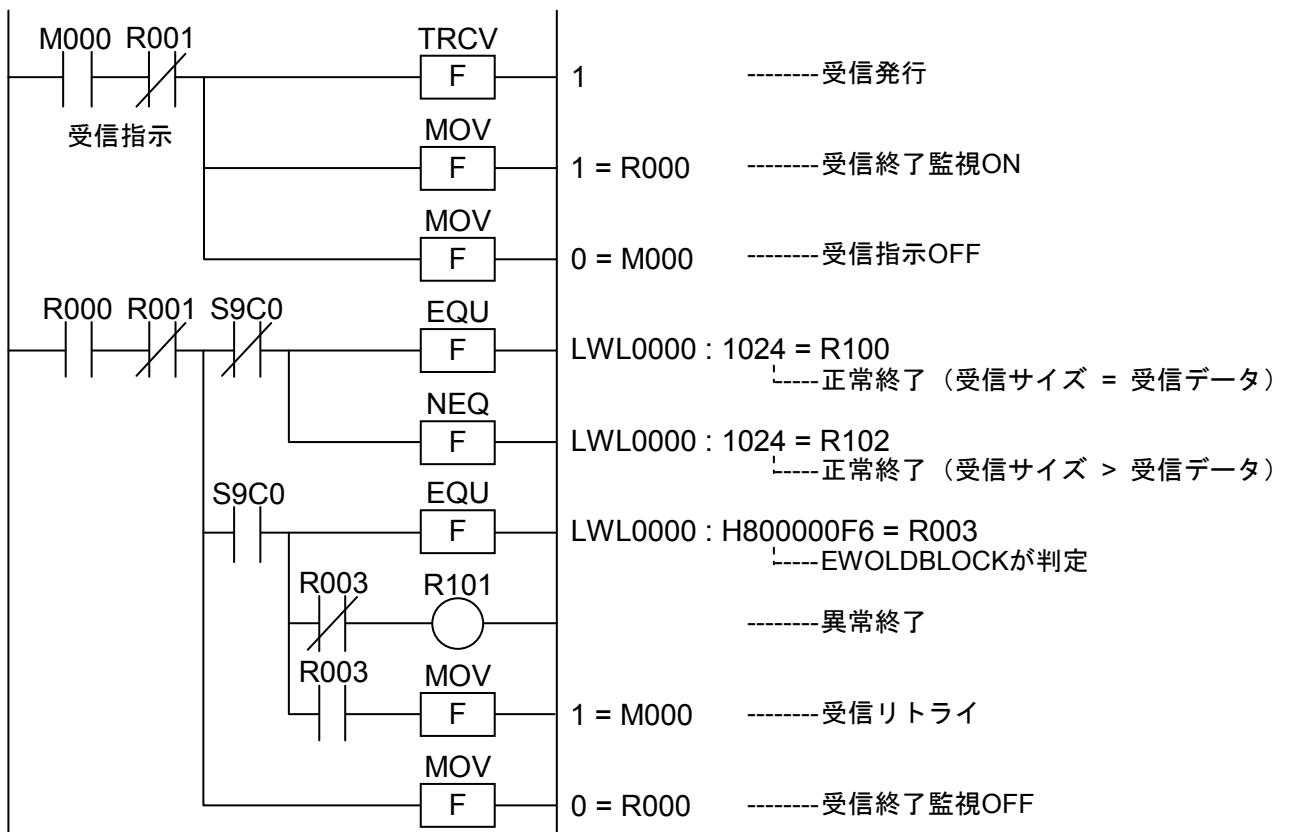 M000 R001 TRCV
F 1 --------受信発行
受信指示
MOV
F 1 = R000 --------受信終了監視ON
MOV
F 0 = M000 --------受信指示OFF
R000 R001 S9C0 EQU
F LWL0000 : 1024 = R100
-----正常終了（受信サイズ = 受信データ）
NEQ
F LWL0000 : 1024 = R102
-----正常終了（受信サイズ > 受信データ）
S9C0 EQU
F LWL0000 : H800000F6 = R003
-----EWOLDBLOCKが判定
R003 R101
--------異常終了
R003 MOV
F 1 = M000 --------受信リトライ
MOV
F 0 = R000 --------受信終了監視OFF